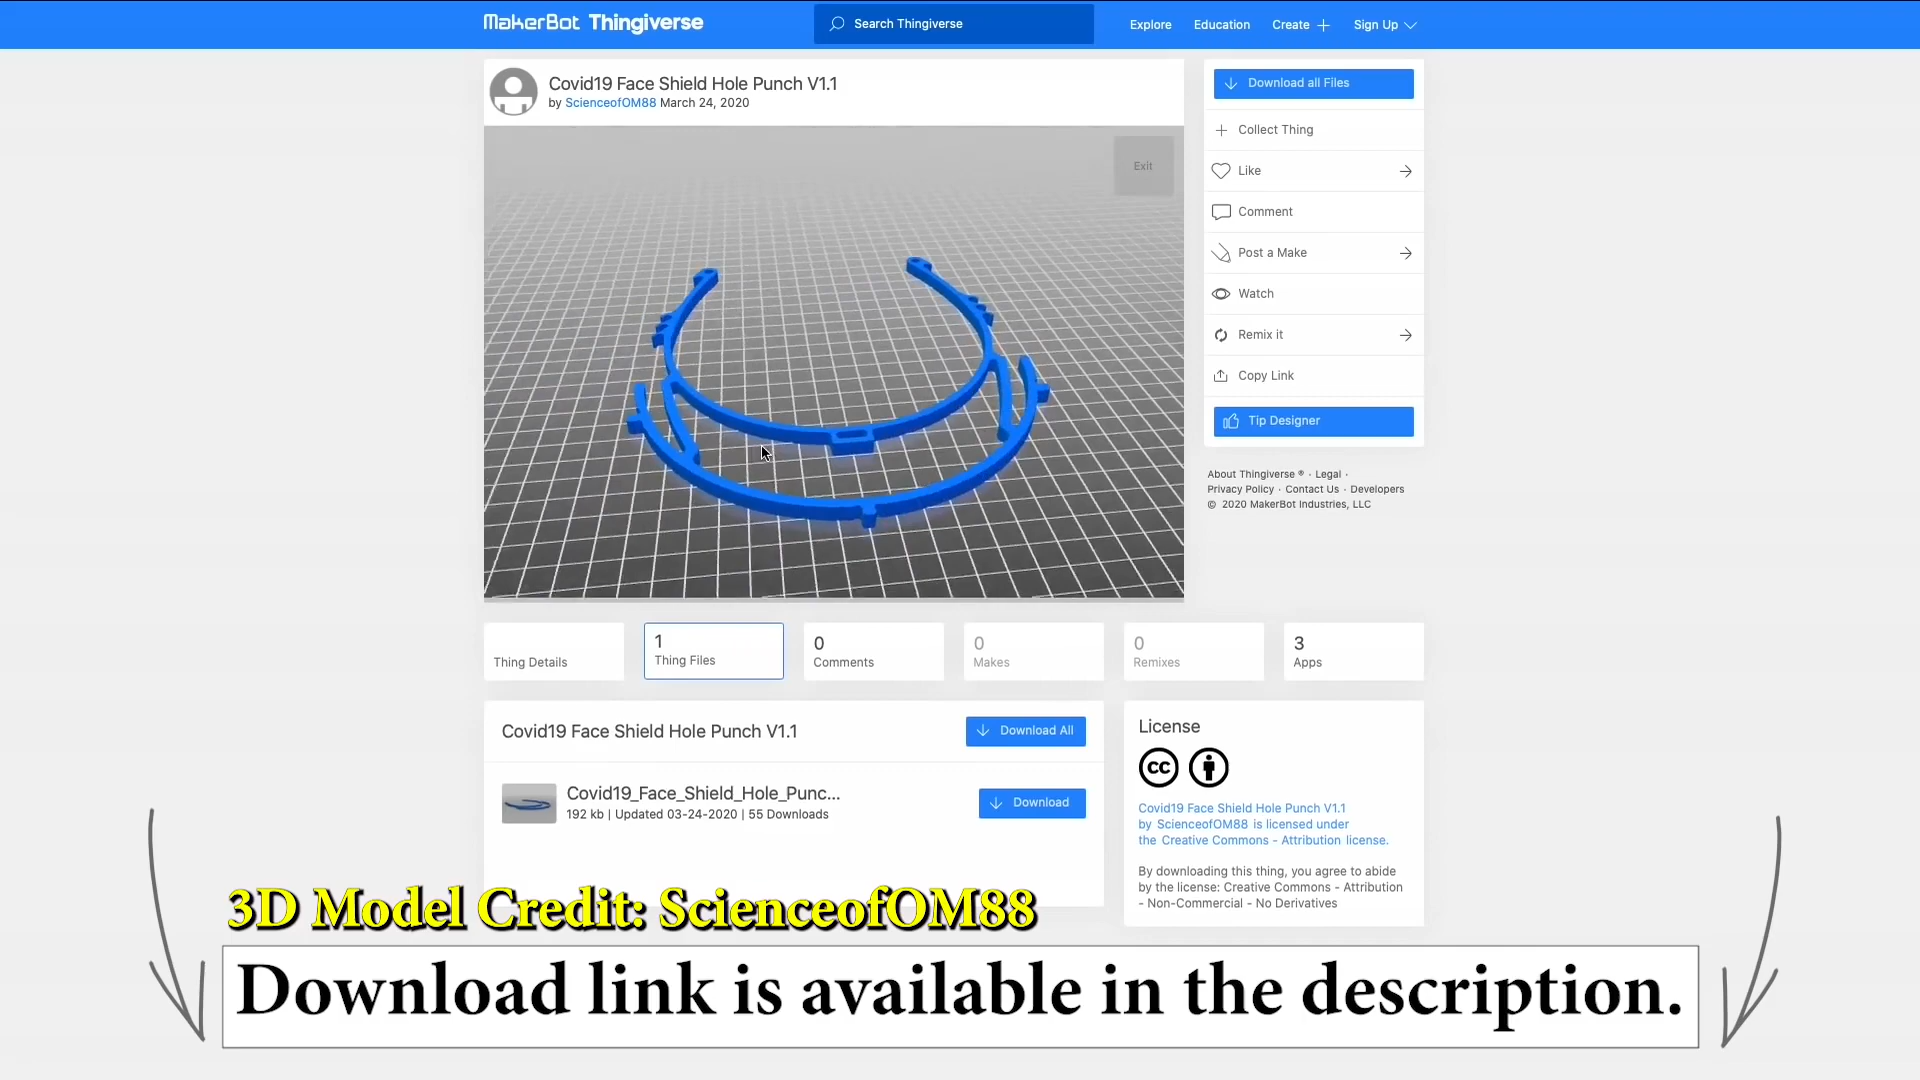 MakerBot Thingiverse
Search Thingiverse
Explore
Education
Create
Sign Up
Covid19 Face Shield Hole Punch V1.1
by ScienceofOM88 March 24, 2020
Exit
Download all Files
Collect Thing
Like
Comment
Post a Make
Watch
Remix it
Copy Link
Tip Designer
About Thingiverse ® · Legal ·
Privacy Policy · Contact Us · Developers
© 2020 MakerBot Industries, LLC
Thing Details
1
Thing Files
0
Comments
0
Makes
0
Remixes
3
Apps
Covid19 Face Shield Hole Punch V1.1
Download All
Covid19_Face_Shield_Hole_Punc...
192 kb | Updated 03-24-2020 | 55 Downloads
Download
License
cc
Covid19 Face Shield Hole Punch V1.1
by ScienceofOM88 is licensed under
the Creative Commons - Attribution license.
By downloading this thing, you agree to abide
by the license: Creative Commons - Attribution
- Non-Commercial - No Derivatives
3D Model Credit: ScienceofOM88
Download link is available in the description.